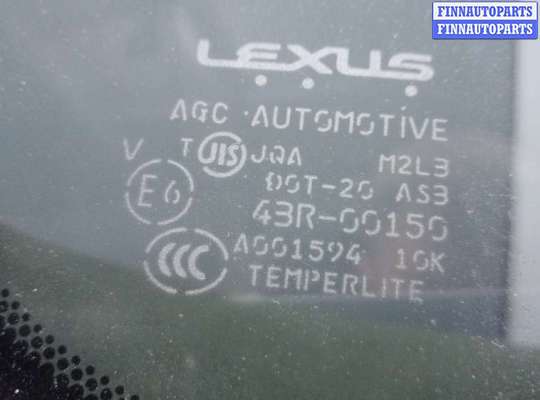 FINNAUTOPARTS
FINNAUTOPARTS
LEXUS
AGC AUTOMOTIVE
V T JIS JQA M2L3
DOT-20 AS3
E6 43R-00150
CCC A001594 10K
TEMPERLITE